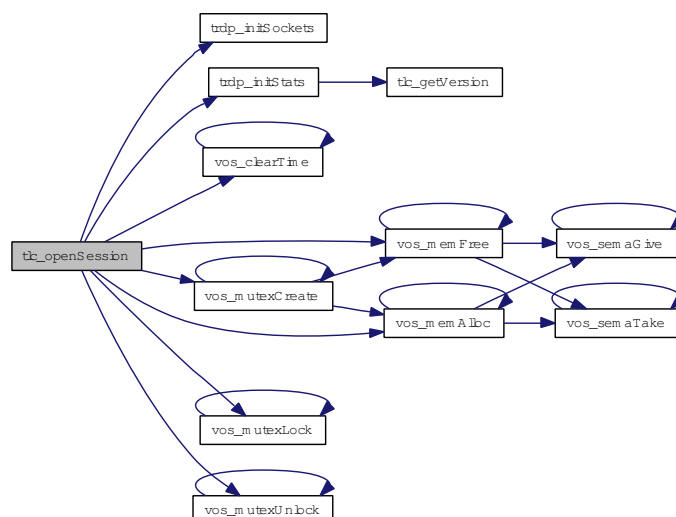 trdp_initSockets
trdp_initStats
tlc_getVersion
vos_clearTime
vos_memFree
vos_semaGive
tlc_openSession
vos_mutexCreate
vos_memAlloc
vos_semaTake
vos_mutexLock
vos_mutexUnlock